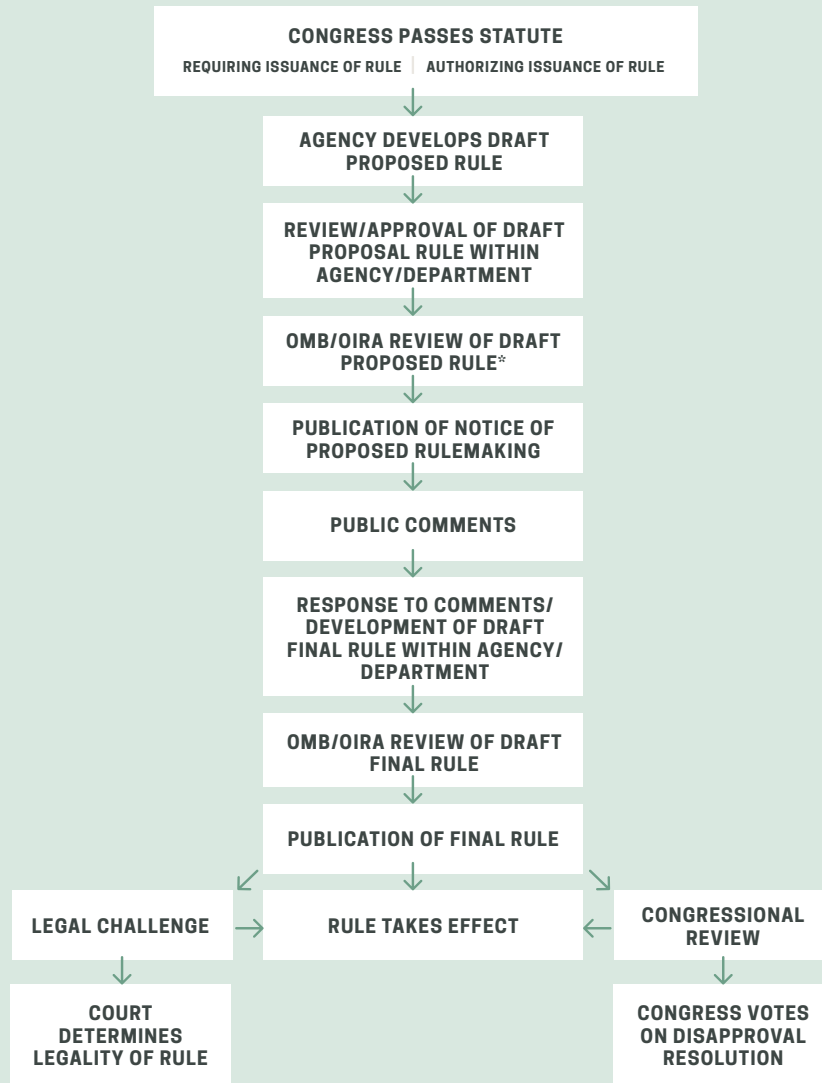 CONGRESS PASSES STATUTE
REQUIRING ISSUANCE OF RULE | AUTHORIZING ISSUANCE OF RULE
AGENCY DEVELOPS DRAFT
PROPOSED RULE
REVIEW/APPROVAL OF DRAFT
PROPOSAL RULE WITHIN
AGENCY/DEPARTMENT
OMB/OIRA REVIEW OF DRAFT
PROPOSED RULE*
PUBLICATION OF NOTICE OF
PROPOSED RULEMAKING
PUBLIC COMMENTS
RESPONSE TO COMMENTS/
DEVELOPMENT OF DRAFT
FINAL RULE WITHIN AGENCY/
DEPARTMENT
OMB/OIRA REVIEW OF DRAFT
FINAL RULE
PUBLICATION OF FINAL RULE
LEGAL CHALLENGE
RULE TAKES EFFECT
CONGRESSIONAL
REVIEW
COURT
DETERMINES
LEGALITY OF RULE
CONGRESS VOTES
ON DISAPPROVAL
RESOLUTION